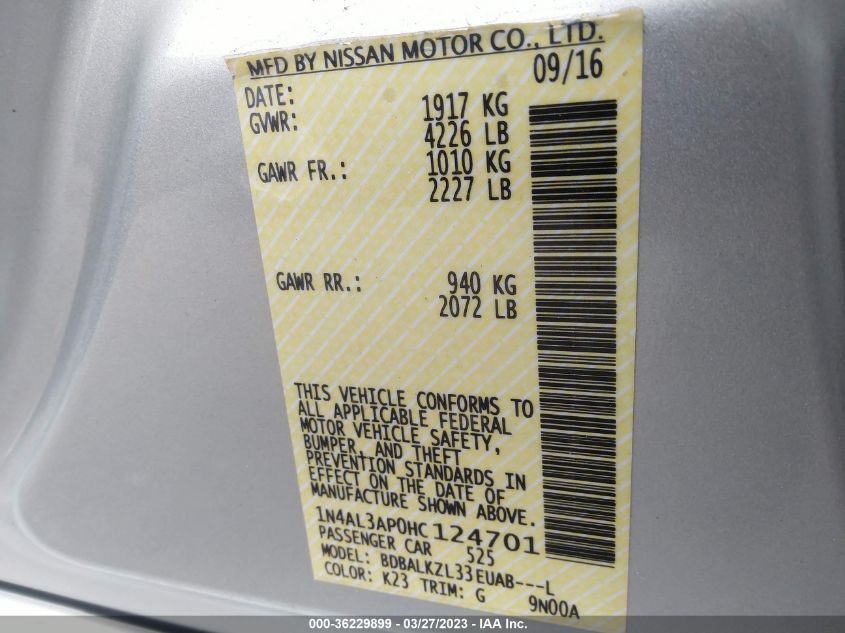 MFD BY NISSAN MOTOR CO., LTD.
DATE: 09/16
GVWR: 1917 KG
4226 LB
GAWR FR.: 1010 KG
2227 LB
GAWR RR.: 940 KG
2072 LB
THIS VEHICLE CONFORMS TO
ALL APPLICABLE FEDERAL
MOTOR VEHICLE SAFETY,
BUMPER, AND THEFT
PREVENTION STANDARDS IN
EFFECT ON THE DATE OF
MANUFACTURE SHOWN ABOVE.
1N4AL3AP0HC124701
PASSENGER CAR 525
MODEL: BDBALKZL33EUAB---L
COLOR: K23 TRIM: G 9N00A
000-36229899 | 03/27/2023 - IAA Inc.